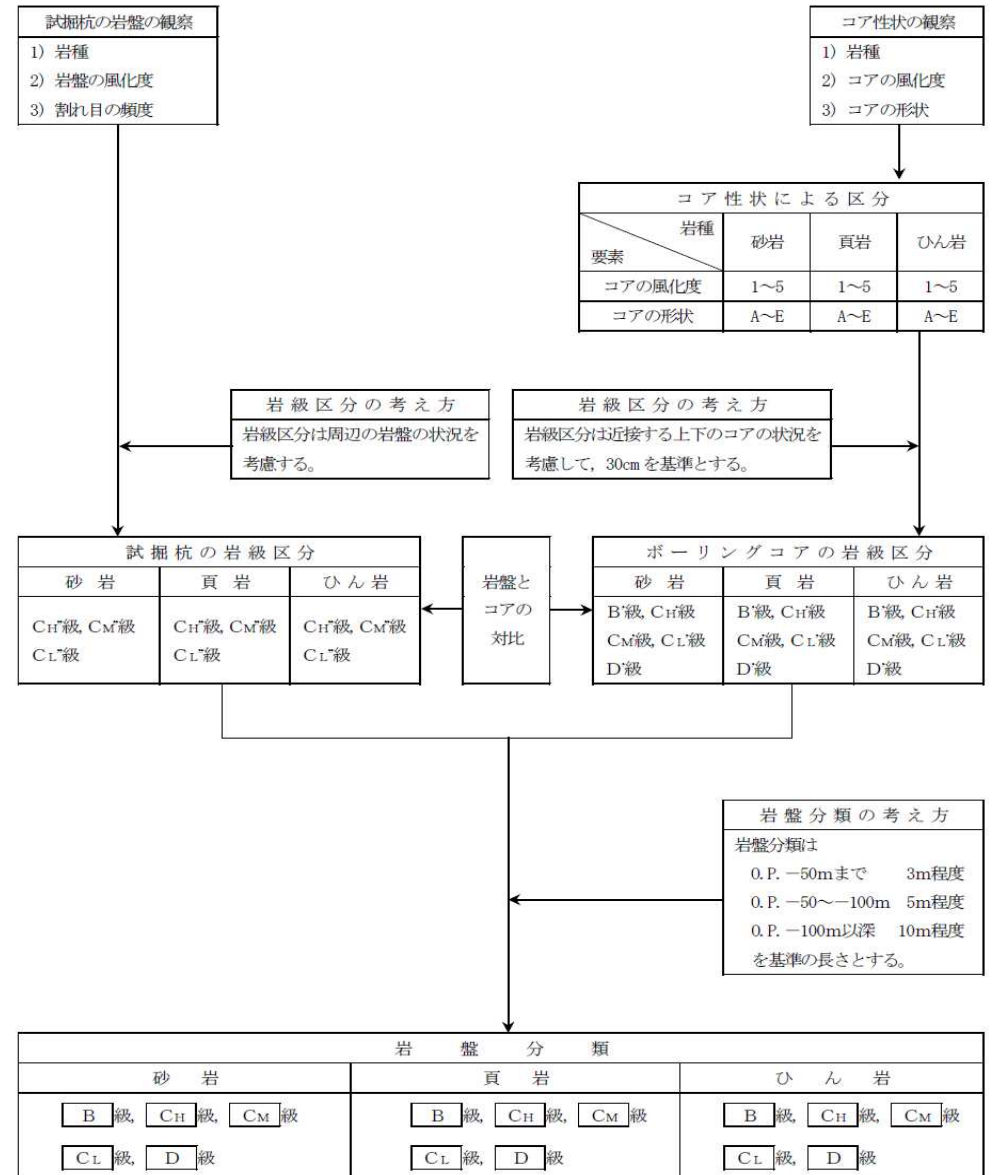 試掘杭の岩盤の観察
1) 岩種
2) 岩盤の風化度
3) 割れ目の頻度
コア性状の観察
1) 岩種
2) コアの風化度
3) コアの形状
コア性状による区分
岩種
要素
砂岩 頁岩 ひん岩
コアの風化度 1～5 1～5 1～5
コアの形状 A～E A～E A～E
岩級区分の考え方
岩級区分は周辺の岩盤の状況を
考慮する。
岩級区分の考え方
岩級区分は近接する上下のコアの状況を
考慮して, 30cmを基準とする。
試掘杭の岩級区分
砂岩 頁岩 ひん岩
CH″級, CM″級 CH″級, CM″級 CH″級, CM″級
CL″級 CL″級 CL″級
岩盤と
コアの
対比
ボーリングコアの岩級区分
砂岩 頁岩 ひん岩
B′級, CH′級 B′級, CH′級 B′級, CH′級
CM′級, CL′級 CM′級, CL′級 CM′級, CL′級
D′級 D′級 D′級
岩盤分類の考え方
岩盤分類は
O.P.－50mまで 3m程度
O.P.－50～－100m 5m程度
O.P.－100m以深 10m程度
を基準の長さとする。
岩盤分類
砂岩 頁岩 ひん岩
B 級, CH 級, CM 級 B 級, CH 級, CM 級 B 級, CH 級, CM 級
CL 級, D 級 CL 級, D 級 CL 級, D 級